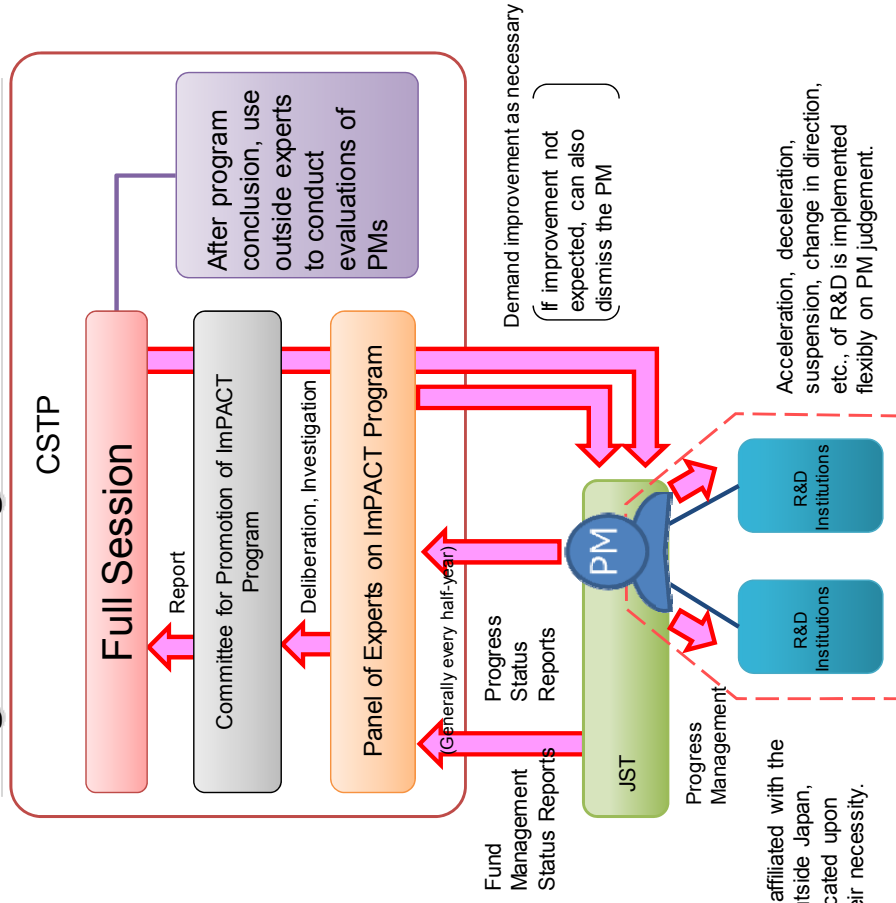 CSTP
Full Session
Report
Committee for Promotion of ImPACT
Program
Deliberation, Investigation
Panel of Experts on ImPACT Program
After program
conclusion, use
outside experts
to conduct
evaluations of
PMs
(Generally every half-year)
Fund
Management
Status Reports
Progress
Status
Reports
Demand improvement as necessary
If improvement not
expected, can also
dismiss the PM
JST
PM
Progress
Management
R&D
Institutions
R&D
Institutions
Acceleration, deceleration,
suspension, change in direction,
etc., of R&D is implemented
flexibly on PM judgement.
affiliated with the
tside Japan,
cated upon
eir necessity.